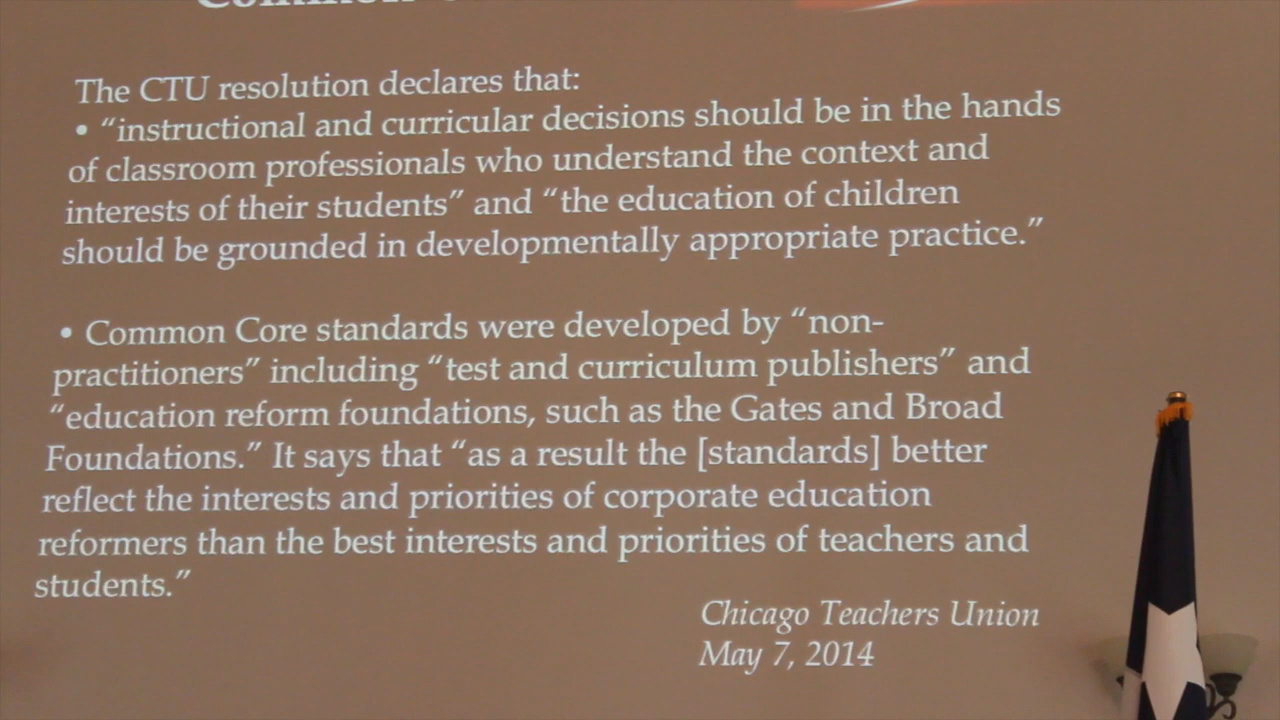 Common
The CTU resolution declares that:
• “instructional and curricular decisions should be in the hands
of classroom professionals who understand the context and
interests of their students” and “the education of children
should be grounded in developmentally appropriate practice.”
• Common Core standards were developed by “non-
practitioners” including “test and curriculum publishers” and
“education reform foundations, such as the Gates and Broad
Foundations.” It says that “as a result the [standards] better
reflect the interests and priorities of corporate education
reformers than the best interests and priorities of teachers and
students.”
Chicago Teachers Union
May 7, 2014